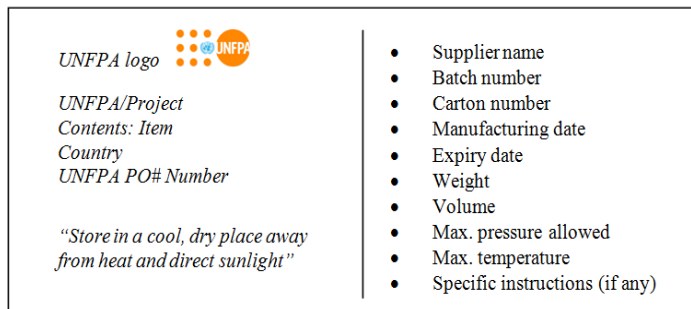 UNFPA logo
UNFPA
UNFPA/Project
Contents: Item
Country
UNFPA PO# Number
“Store in a cool, dry place away
from heat and direct sunlight”
• Supplier name
• Batch number
• Carton number
• Manufacturing date
• Expiry date
• Weight
• Volume
• Max. pressure allowed
• Max. temperature
• Specific instructions (if any)